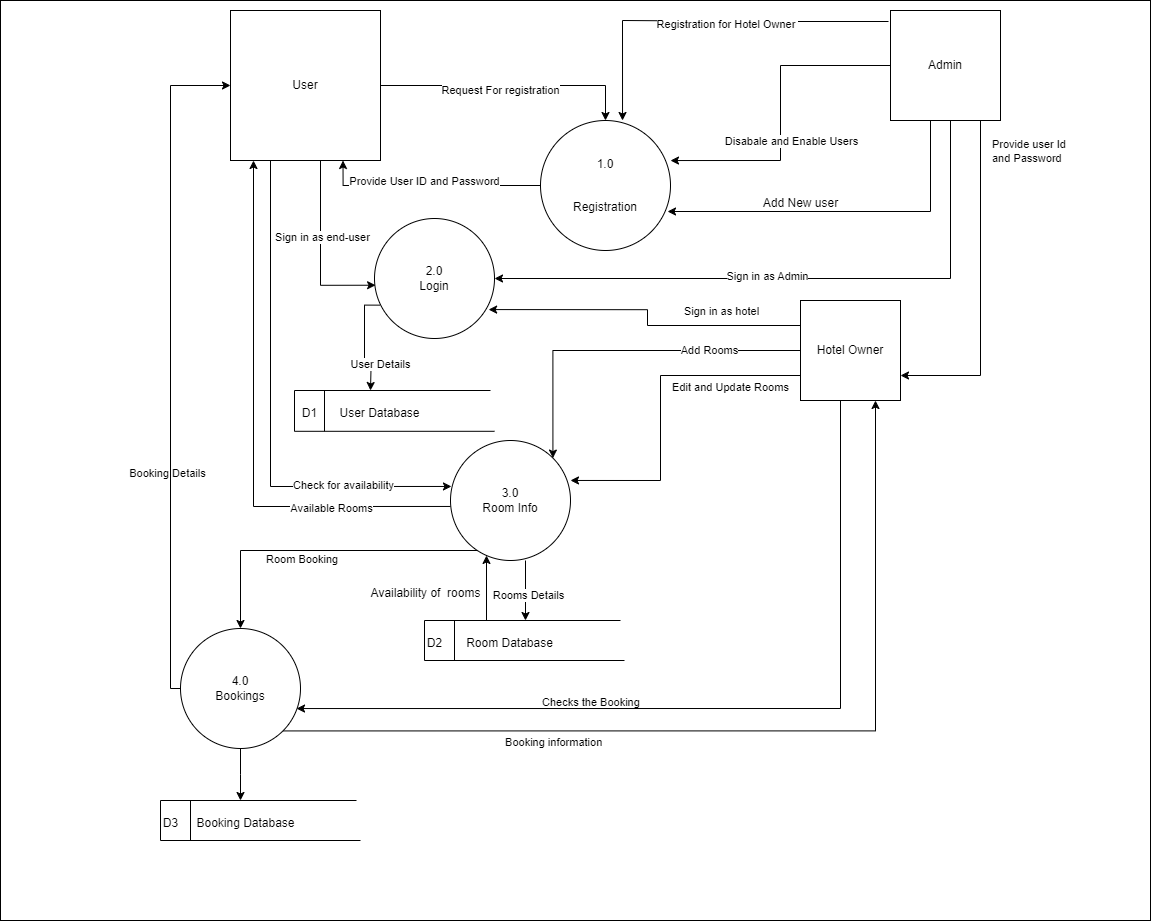 Registration for Hotel Owner
User
Admin
Request For registration
Disabale and Enable Users
Provide user Id
and Password
1.0
Registration
Provide User ID and Password
Add New user
Sign in as end-user
2.0
Login
Sign in as Admin
Sign in as hotel
Hotel Owner
Add Rooms
User Details
Edit and Update Rooms
D1
User Database
Booking Details
Check for availability
3.0
Room Info
Available Rooms
Room Booking
Availability of  rooms
Rooms Details
D2
Room Database
4.0
Bookings
Checks the Booking
Booking information
D3
Booking Database